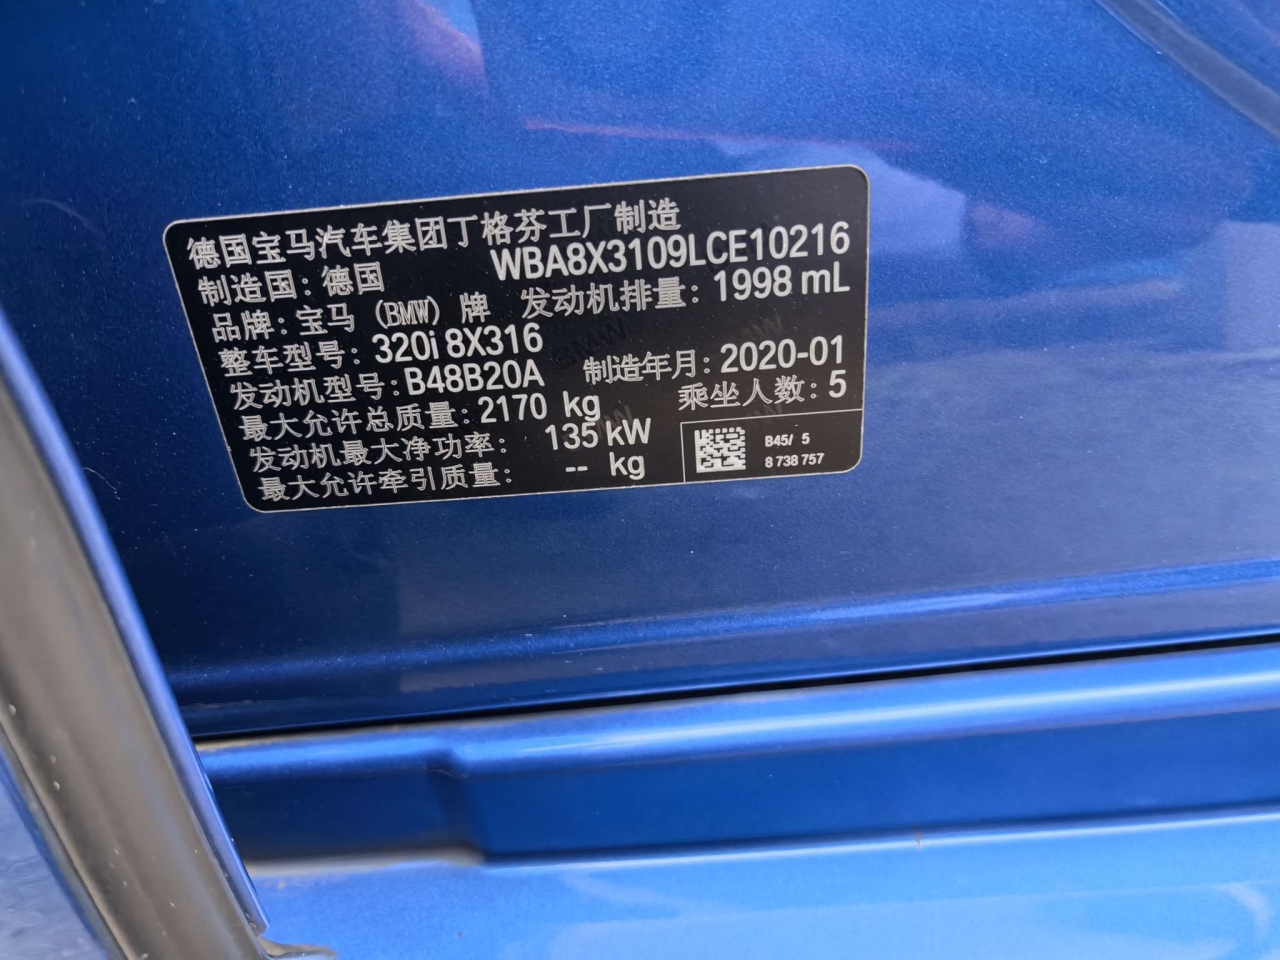 德国宝马汽车集团丁格芬工厂制造
WBA8X3109LCE10216
制造国：德国
品牌：宝马 (BMW) 牌 发动机排量：1998 mL
整车型号：320i 8X316
发动机型号：B48B20A 制造年月：2020-01
最大允许总质量：2170 kg 乘坐人数：5
发动机最大净功率： 135 kW
最大允许牵引质量： -- kg
B45/ 5
8 738 757
BMW